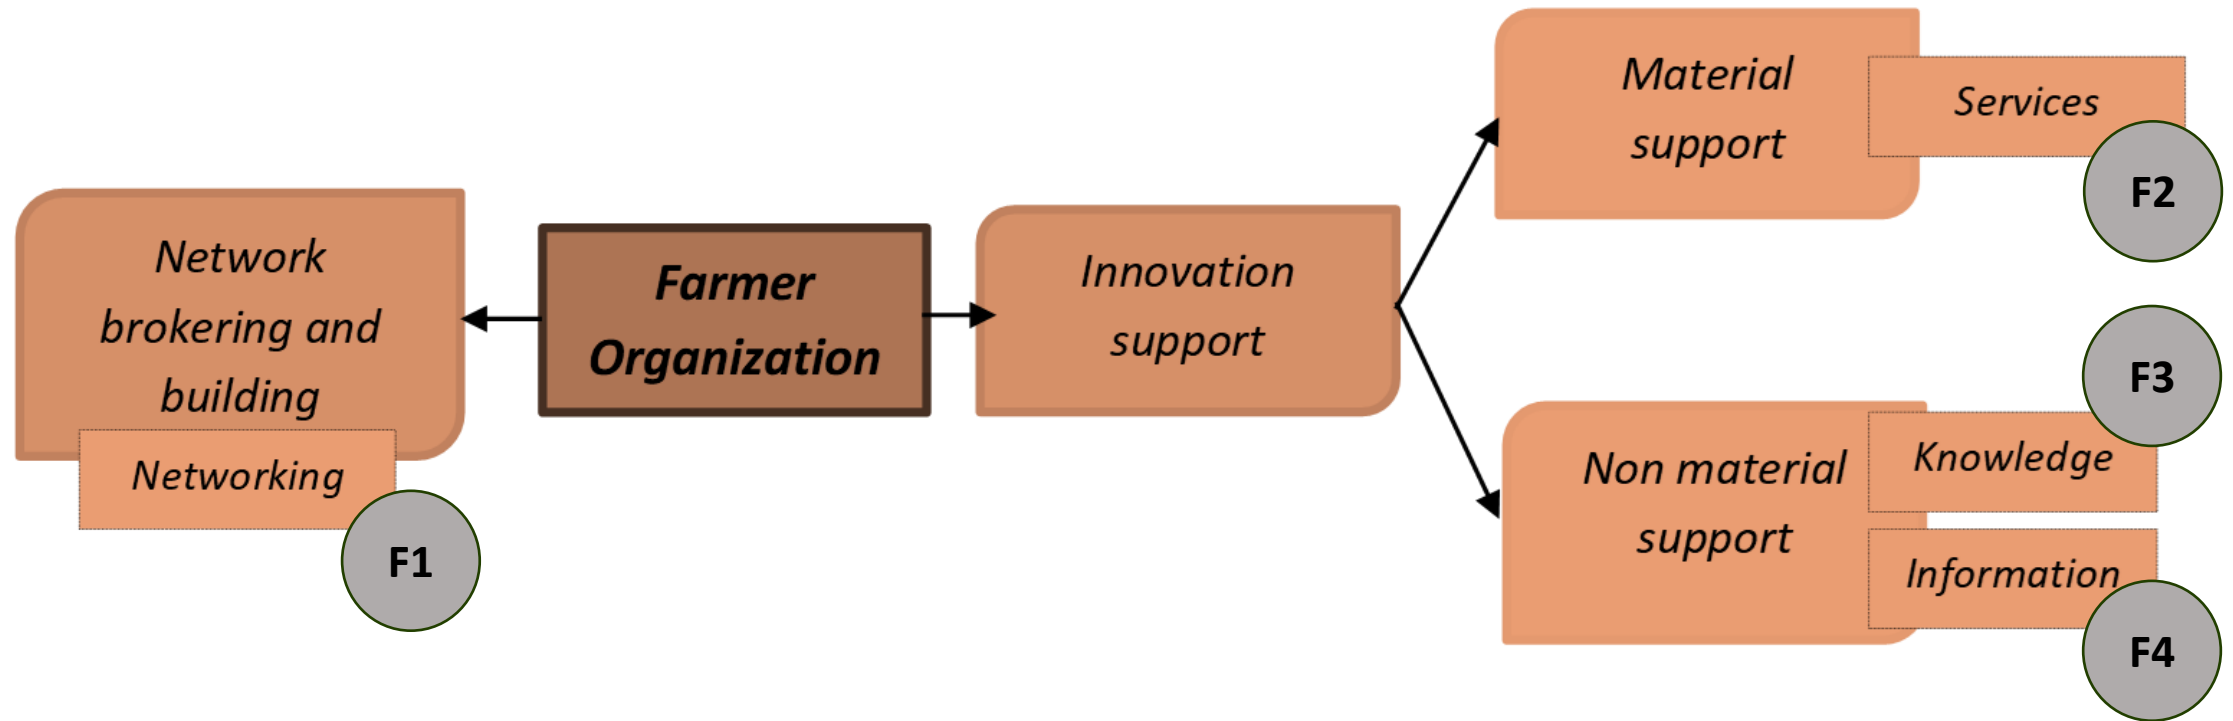 Network
brokering and
building
Networking
F1
Farmer
Organization
Innovation
support
Material
support
Services
F2
Non material
support
F3
Knowledge
Information
F4